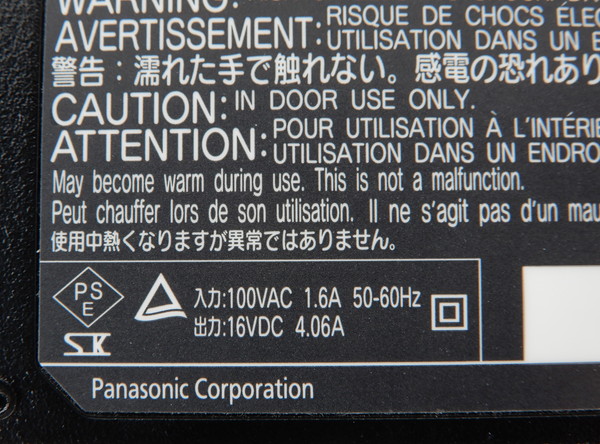 WARNING:
RISQUE DE CHOCS
AVERTISSEMENT: UTILISATION DANS UN
警告：濡れた手で触れない。感電の恐れあり
CAUTION: IN DOOR USE ONLY.
POUR UTILISATION À L'INTÉRIE
ATTENTION: UTILISATION DANS UN ENDRO
May become warm during use. This is not a malfunction.
Peut chauffer lors de son utilisation. Il ne s'agit pas d'un mau
使用中熱くなりますが異常ではありません。
PS
E
入力:100VAC 1.6A 50-60Hz
出力:16VDC 4.06A
Panasonic Corporation